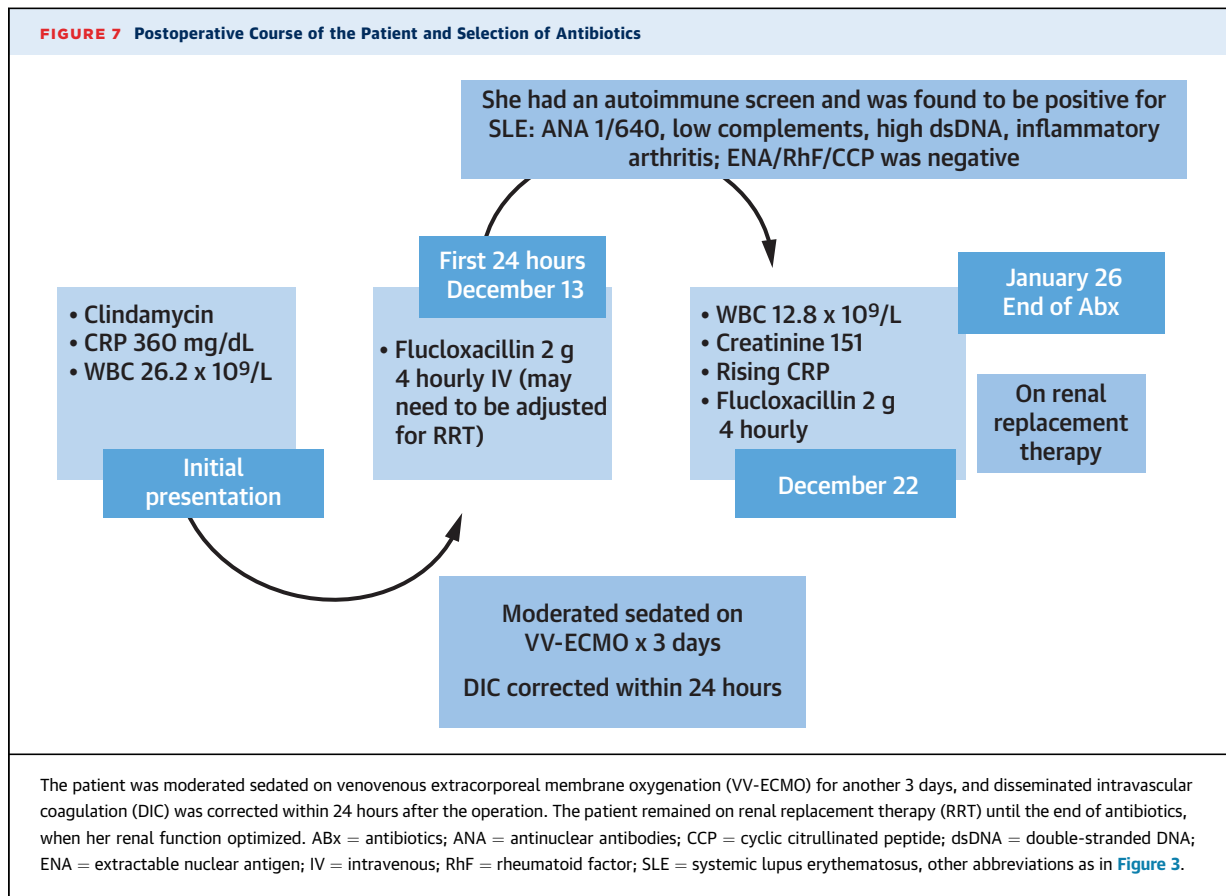 FIGURE 7 Postoperative Course of the Patient and Selection of Antibiotics
She had an autoimmune screen and was found to be positive for
SLE: ANA 1/640, low complements, high dsDNA, inflammatory
arthritis; ENA/RhF/CCP was negative
• Clindamycin
• CRP 360 mg/dL
• WBC 26.2 x 10⁹/L
Initial
presentation
First 24 hours
December 13
• Flucloxacillin 2 g
4 hourly IV (may
need to be adjusted
for RRT)
• WBC 12.8 x 10⁹/L
• Creatinine 151
• Rising CRP
• Flucloxacillin 2 g
4 hourly
December 22
January 26
End of Abx
On renal
replacement
therapy
Moderated sedated on
VV-ECMO x 3 days
DIC corrected within 24 hours
The patient was moderated sedated on venovenous extracorporeal membrane oxygenation (VV-ECMO) for another 3 days, and disseminated intravascular
coagulation (DIC) was corrected within 24 hours after the operation. The patient remained on renal replacement therapy (RRT) until the end of antibiotics,
when her renal function optimized. ABx = antibiotics; ANA = antinuclear antibodies; CCP = cyclic citrullinated peptide; dsDNA = double-stranded DNA;
ENA = extractable nuclear antigen; IV = intravenous; RhF = rheumatoid factor; SLE = systemic lupus erythematosus, other abbreviations as in Figure 3.